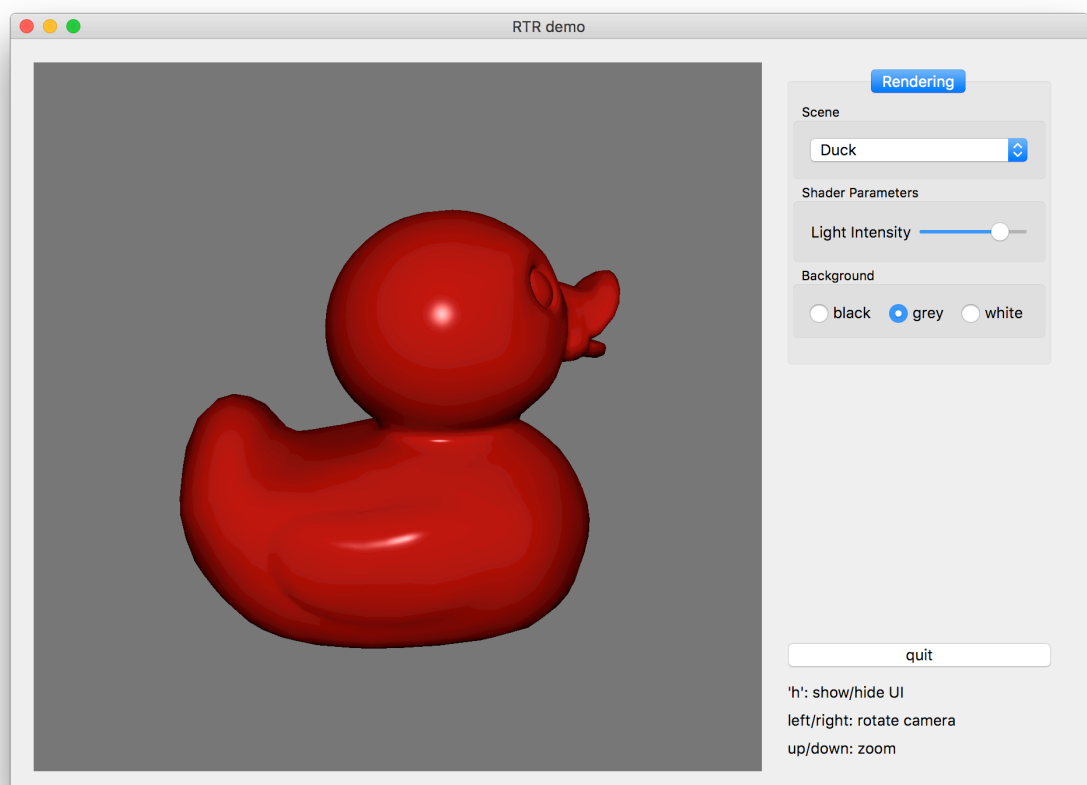 RTR demo
Rendering
Scene
Duck
Shader Parameters
Light Intensity
Background
black grey white
quit
'h': show/hide UI
left/right: rotate camera
up/down: zoom